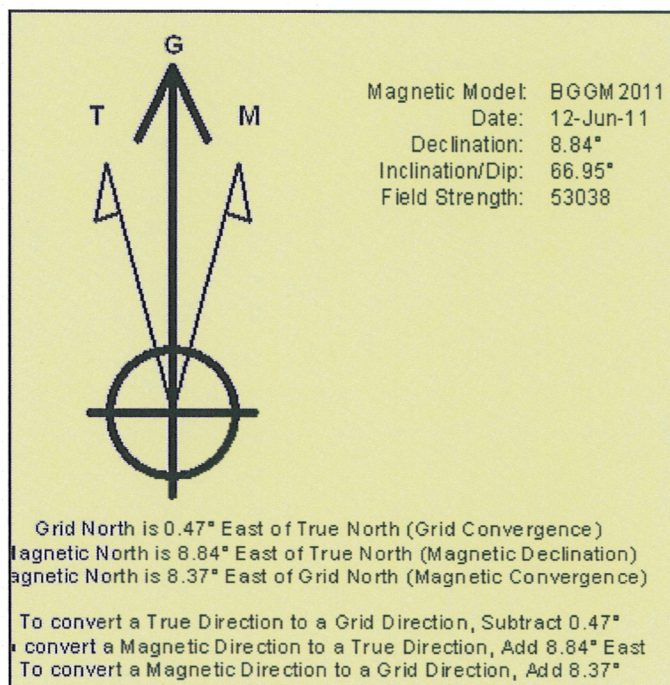 G
T M
Magnetic Model: BGGM2011
Date: 12-Jun-11
Declination: 8.84°
Inclination/Dip: 66.95°
Field Strength: 53038
Grid North is 0.47° East of True North (Grid Convergence)
agnetic North is 8.84° East of True North (Magnetic Declination)
agnetic North is 8.37° East of Grid North (Magnetic Convergence)
To convert a True Direction to a Grid Direction, Subtract 0.47°
convert a Magnetic Direction to a True Direction, Add 8.84° East
To convert a Magnetic Direction to a Grid Direction, Add 8.37°